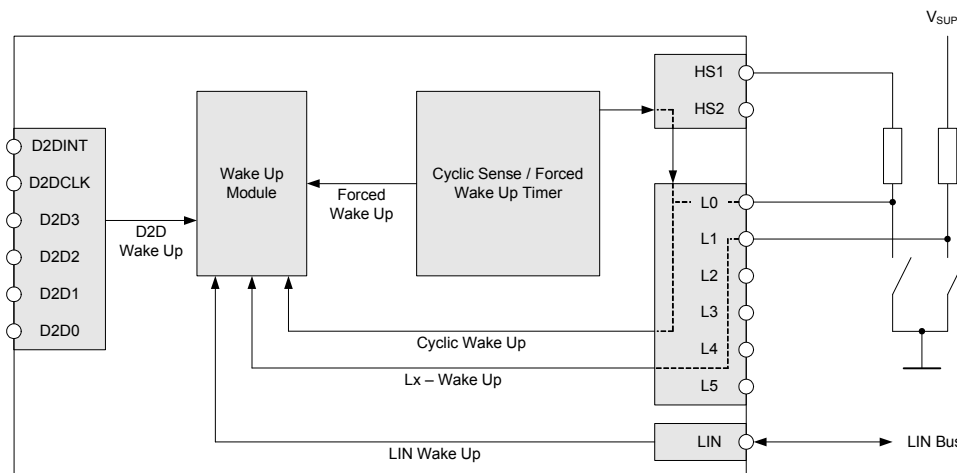 V_SUP
HS1
HS2
D2DINT
D2DCLK
D2D3
D2D2
D2D1
D2D0
D2D
Wake Up
Wake Up
Module
Forced
Wake Up
Cyclic Sense / Forced
Wake Up Timer
L0
L1
L2
L3
L4
L5
Cyclic Wake Up
Lx – Wake Up
LIN Wake Up
LIN
LIN Bus